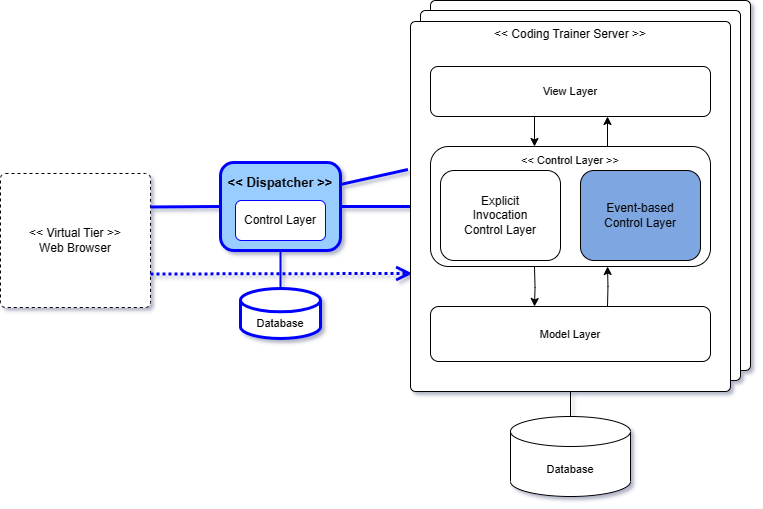 << Coding Trainer Server >>
View Layer
<< Control Layer >>
Explicit
Invocation
Control Layer
Event-based
Control Layer
Model Layer
Database
<< Dispatcher >>
Control Layer
Database
<< Virtual Tier >>
Web Browser